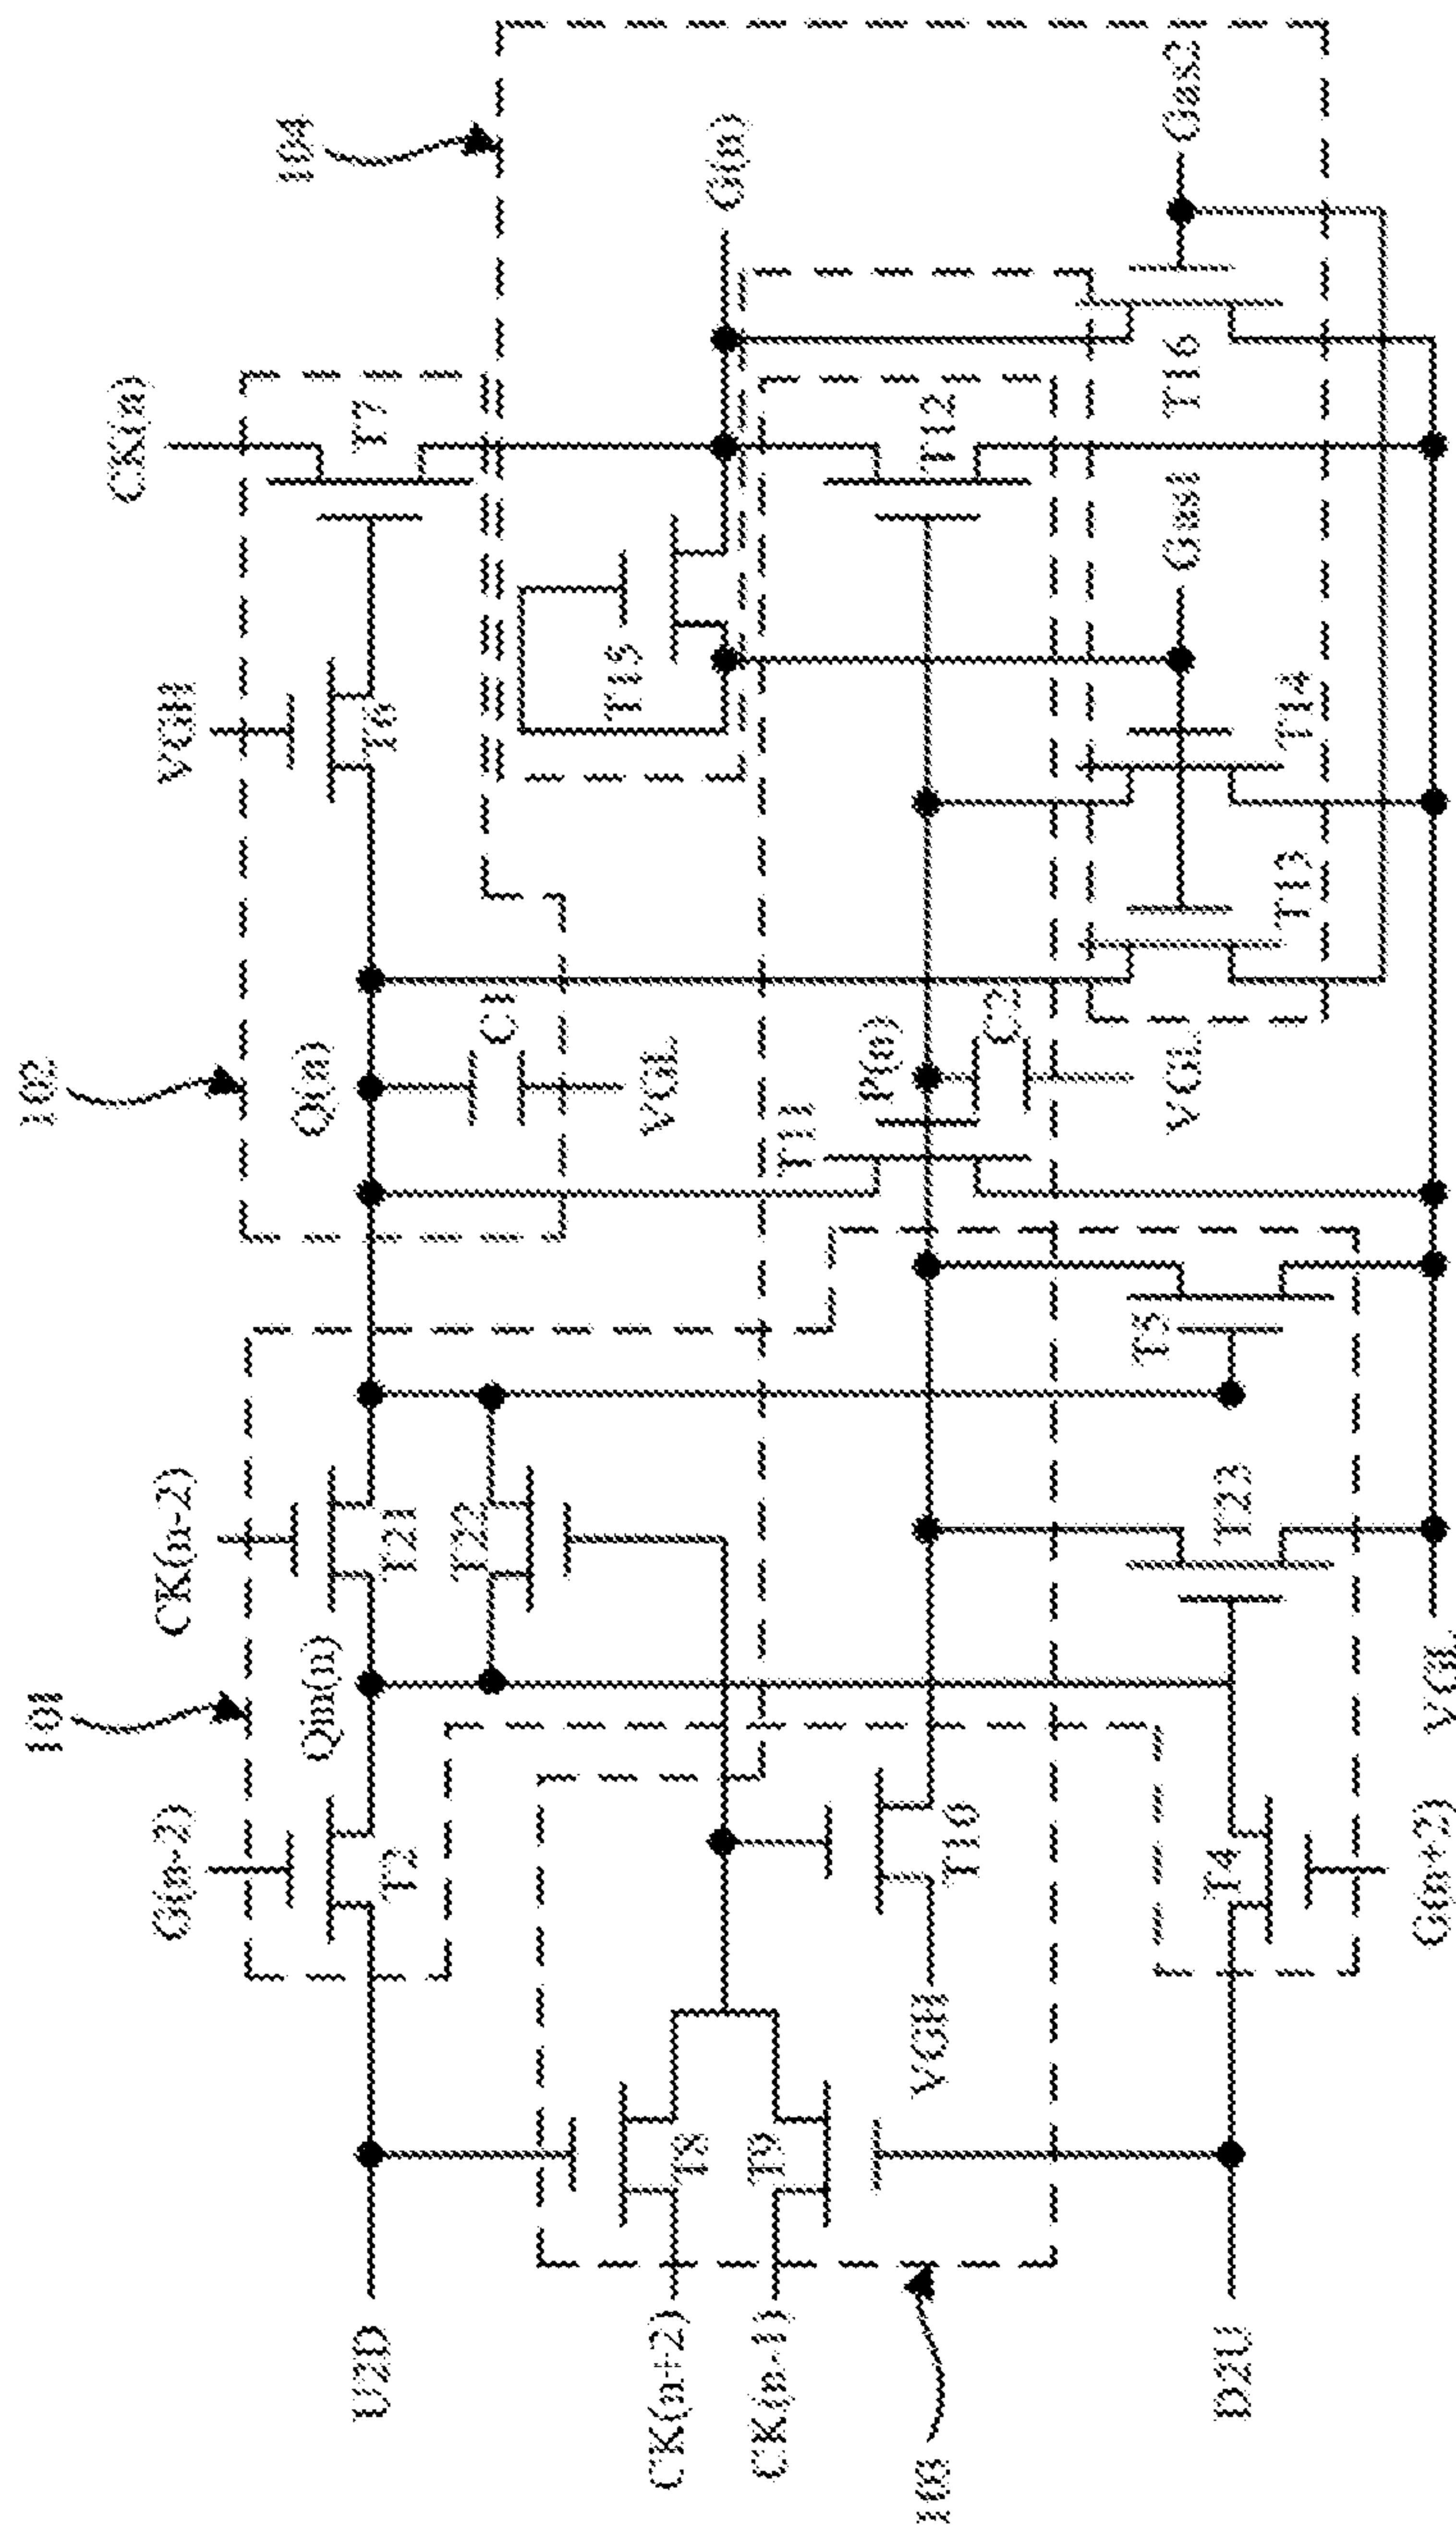 101
102
104
G(n-2)
CK(n-2)
VGH
CK(n)
Qin(n)
Q(n)
T2
T21
T6
T7
U2D
T22
C1
VGL
T15
G(n)
CK(n+2)
T8
CK(n-1)
T9
T11
P(n)
T12
VGH
T10
C2
103
T5
VGL
Gas1
T16
Gas2
D2U
T4
T23
T13
T14
G(n+2)
VGL